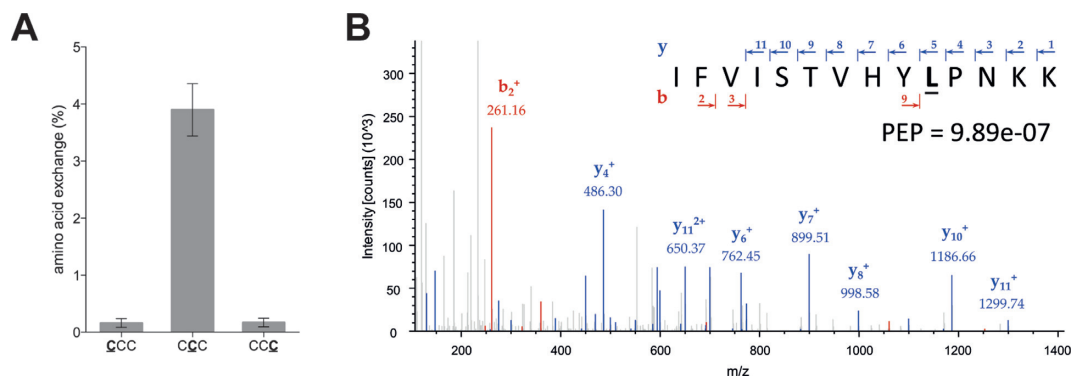 A
amino acid exchange (%)
5
4
3
2
1
0
CCC
CCC
CCC
B
Intensity [counts] (10^3)
300
250
200
150
100
50
0
200
400
600
800
1000
1200
1400
m/z
y
11 10 9 8 7 6 5 4 3 2 1
I F V I S T V H Y L P N K K
b
2 3 9
PEP = 9.89e-07
b₂⁺
261.16
y₄⁺
486.30
y₁₁²⁺
650.37
y₆⁺
762.45
y₇⁺
899.51
y₈⁺
998.58
y₁₀⁺
1186.66
y₁₁⁺
1299.74